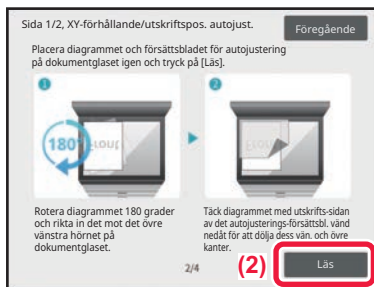 Sida 1/2, XY-förhållande/utskriftspos. autojust.
Föregående
Placera diagrammet och försättsbladet för autojustering
på dokumentglaset igen och tryck på [Läs].
1
2
180°
Front
Rotera diagrammet 180 grader
och rikta in det mot det övre
vänstra hörnet på
dokumentglaset.
Täck diagrammet med utskrifts-sidan
av det autojusterings-försättsbl. vänd
nedåt för att dölja dess vän. och övre
kanter.
2/4
(2)
Läs